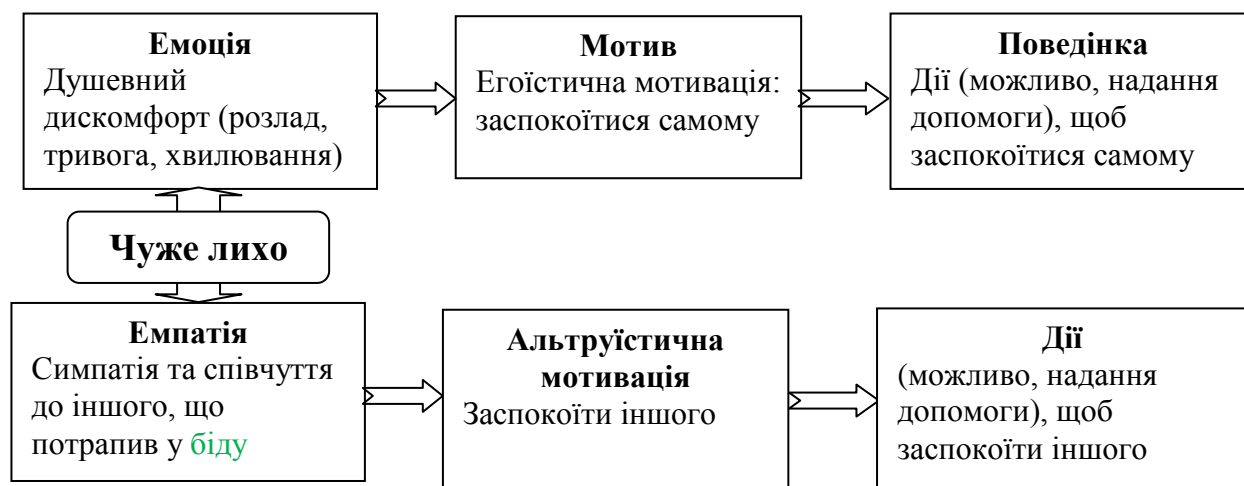 Емоція
Душевний
дискомфорт (розлад,
тривога, хвилювання)
Мотив
Егоїстична мотивація:
заспокоїтися самому
Поведінка
Дії (можливо, надання
допомоги), щоб
заспокоїтися самому
Чуже лихо
Емпатія
Симпатія та співчуття
до іншого, що
потрапив у біду
Альтруїстична
мотивація
Заспокоїти іншого
Дії
(можливо, надання
допомоги), щоб
заспокоїти іншого